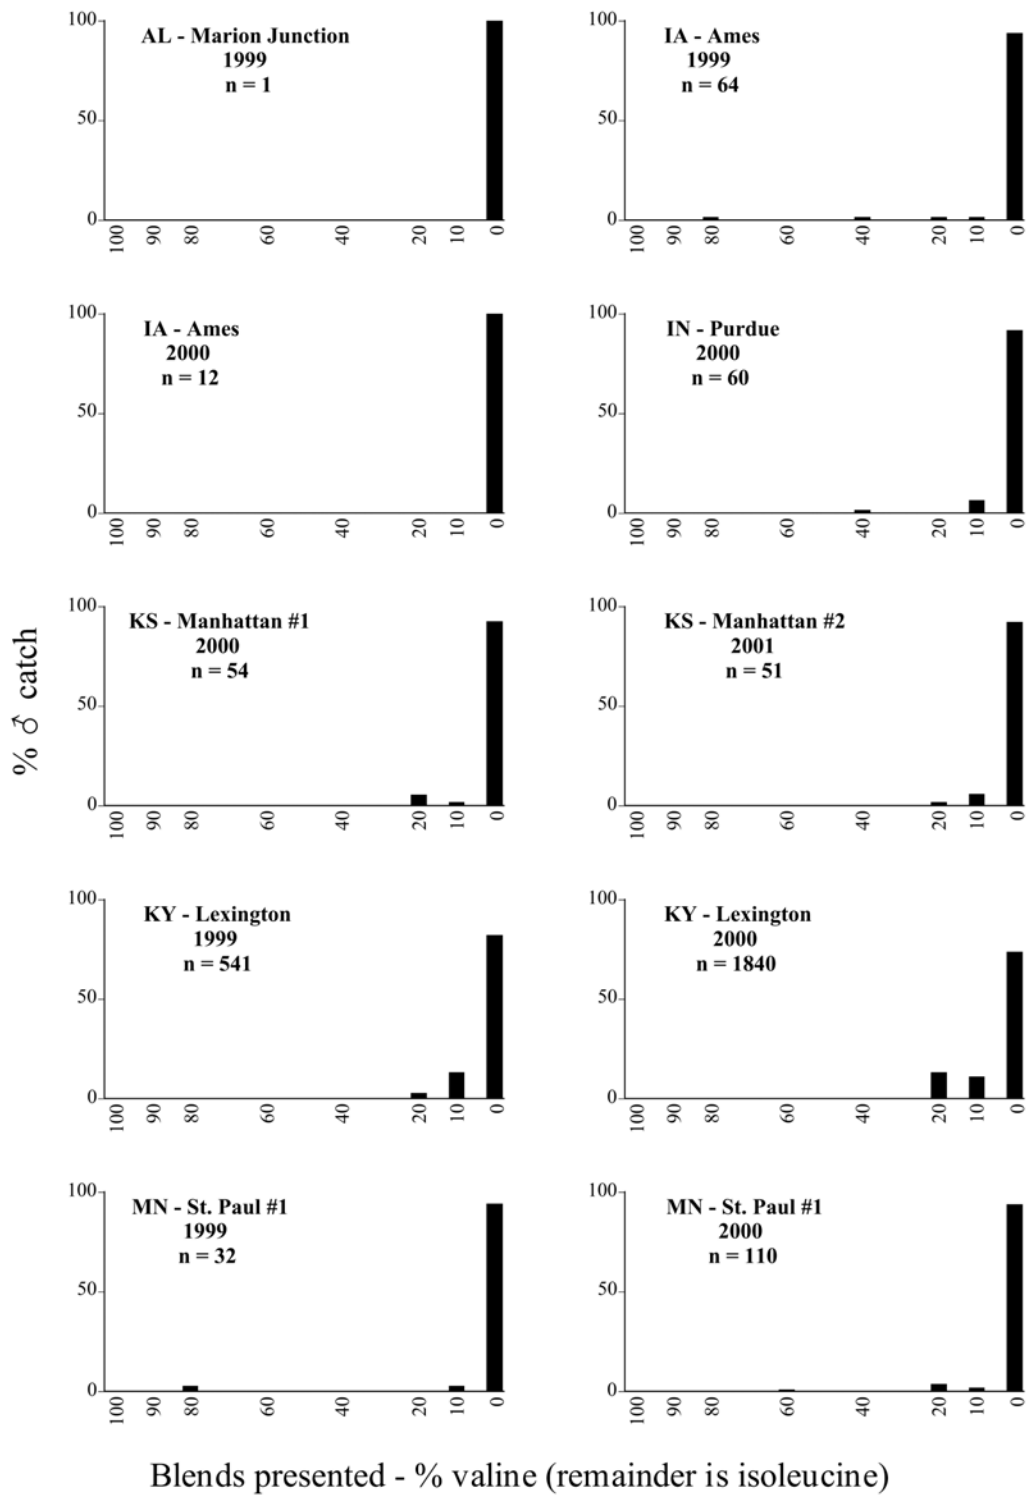 100
50
0
AL - Marion Junction
1999
n = 1
100 90 80 60 40 20 10 0
100
50
0
IA - Ames
1999
n = 64
100 90 80 60 40 20 10 0
100
50
0
IA - Ames
2000
n = 12
100 90 80 60 40 20 10 0
100
50
0
IN - Purdue
2000
n = 60
100 90 80 60 40 20 10 0
100
50
0
KS - Manhattan #1
2000
n = 54
100 90 80 60 40 20 10 0
100
50
0
KS - Manhattan #2
2001
n = 51
100 90 80 60 40 20 10 0
% ♂ catch
100
50
0
KY - Lexington
1999
n = 541
100 90 80 60 40 20 10 0
100
50
0
KY - Lexington
2000
n = 1840
100 90 80 60 40 20 10 0
100
50
0
MN - St. Paul #1
1999
n = 32
100 90 80 60 40 20 10 0
100
50
0
MN - St. Paul #1
2000
n = 110
100 90 80 60 40 20 10 0
Blends presented - % valine (remainder is isoleucine)